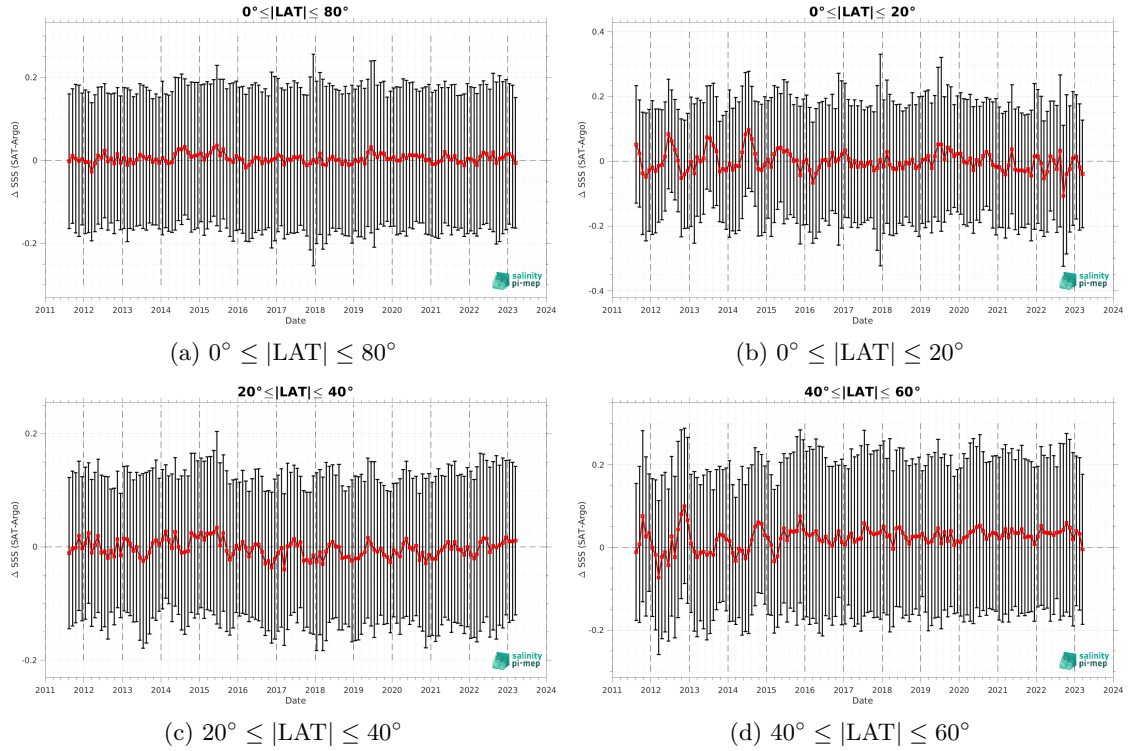 0°≤|LAT|≤ 80°
0.2
0
-0.2
Δ SSS (SAT-Argo)
2011 2012 2013 2014 2015 2016 2017 2018 2019 2020 2021 2022 2023 2024
Date
salinity
pi-mep
(a) 0° ≤ |LAT| ≤ 80°
0°≤|LAT|≤ 20°
0.4
0.2
0
-0.2
-0.4
Δ SSS (SAT-Argo)
2011 2012 2013 2014 2015 2016 2017 2018 2019 2020 2021 2022 2023 2024
Date
salinity
pi-mep
(b) 0° ≤ |LAT| ≤ 20°
20°≤|LAT|≤ 40°
0.2
0
-0.2
Δ SSS (SAT-Argo)
2011 2012 2013 2014 2015 2016 2017 2018 2019 2020 2021 2022 2023 2024
Date
salinity
pi-mep
(c) 20° ≤ |LAT| ≤ 40°
40°≤|LAT|≤ 60°
0.2
0
-0.2
Δ SSS (SAT-Argo)
2011 2012 2013 2014 2015 2016 2017 2018 2019 2020 2021 2022 2023 2024
Date
salinity
pi-mep
(d) 40° ≤ |LAT| ≤ 60°